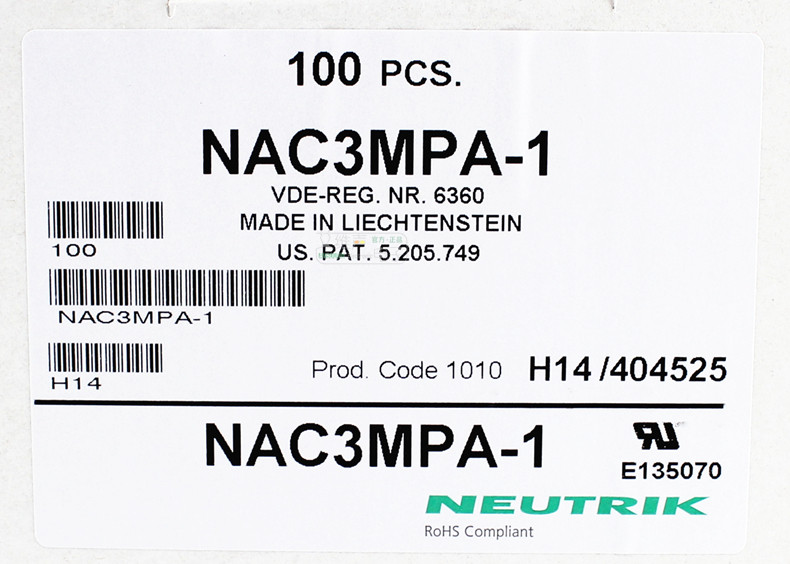 100 PCS.
NAC3MPA-1
VDE-REG. NR. 6360
MADE IN LIECHTENSTEIN
US. PAT. 5.205.749
100
NAC3MPA-1
H14
Prod. Code 1010 H14/404525
NAC3MPA-1
E135070
NEUTRIK
RoHS Compliant